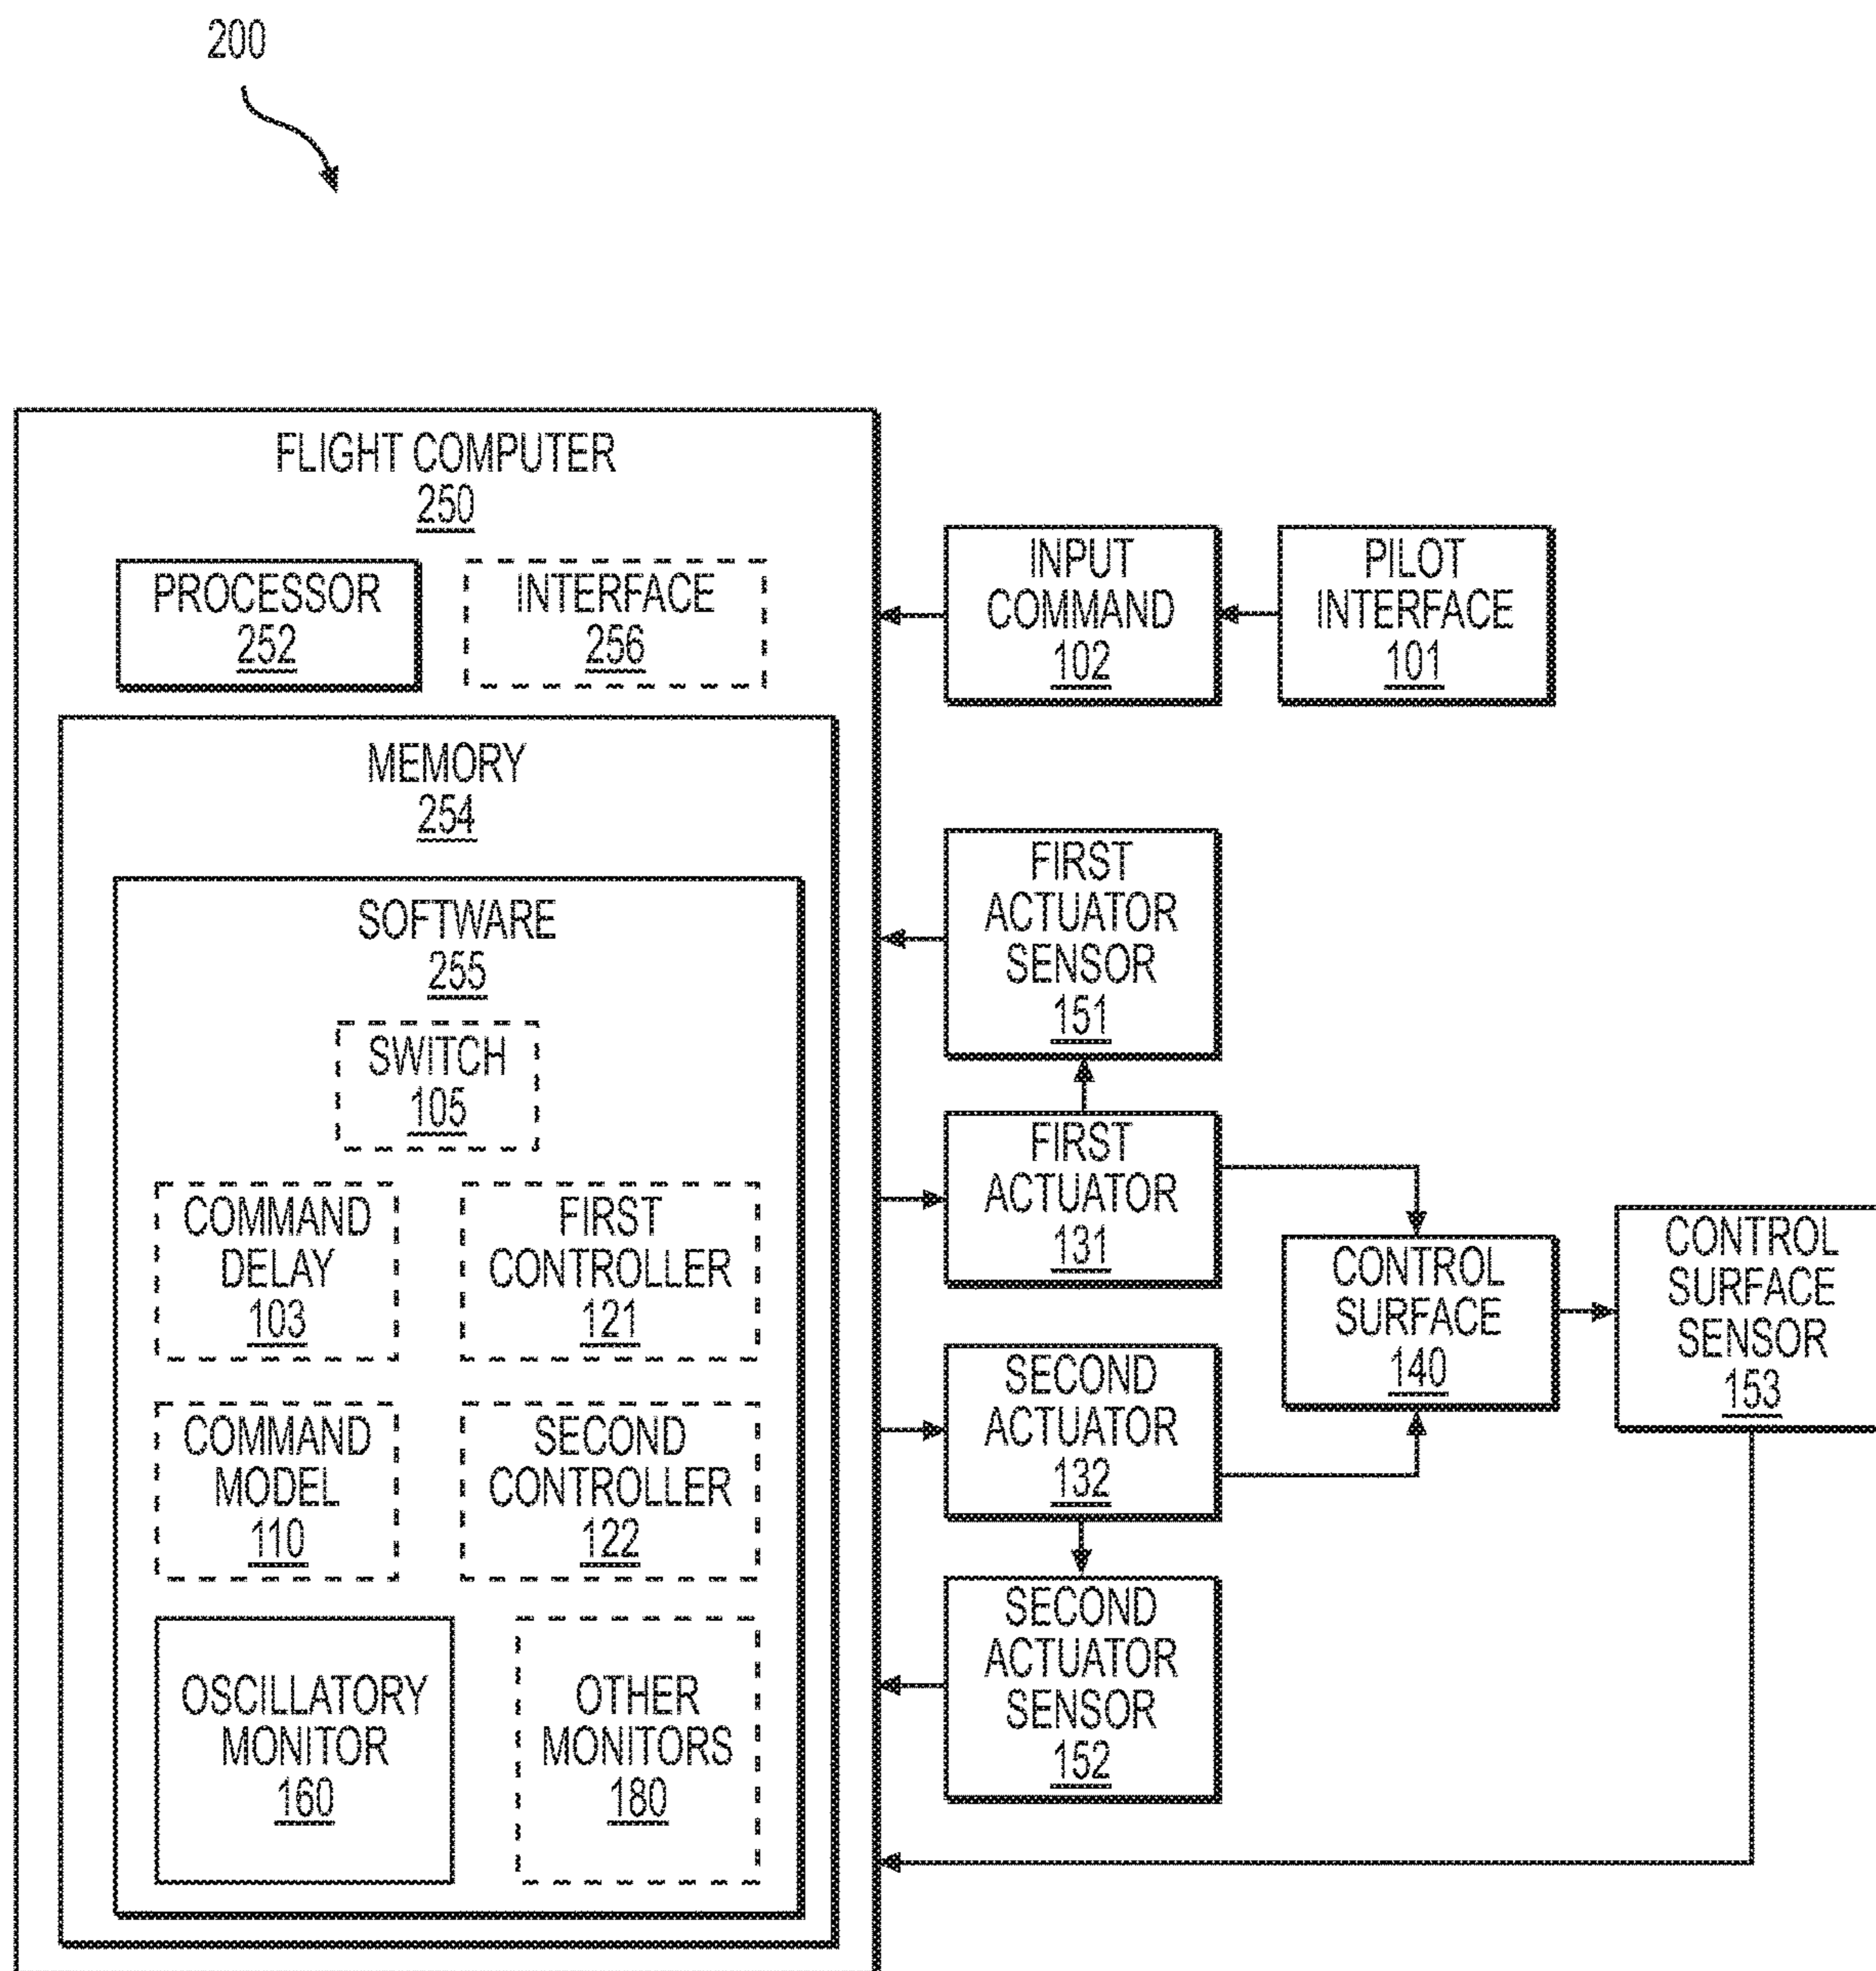 200
FLIGHT COMPUTER
250
PROCESSOR
252
INTERFACE
256
MEMORY
254
SOFTWARE
255
SWITCH
105
COMMAND
DELAY
103
FIRST
CONTROLLER
121
COMMAND
MODEL
110
SECOND
CONTROLLER
122
OSCILLATORY
MONITOR
160
OTHER
MONITORS
180
INPUT
COMMAND
102
PILOT
INTERFACE
101
FIRST
ACTUATOR
SENSOR
151
FIRST
ACTUATOR
131
SECOND
ACTUATOR
132
SECOND
ACTUATOR
SENSOR
152
CONTROL
SURFACE
140
CONTROL
SURFACE
SENSOR
153